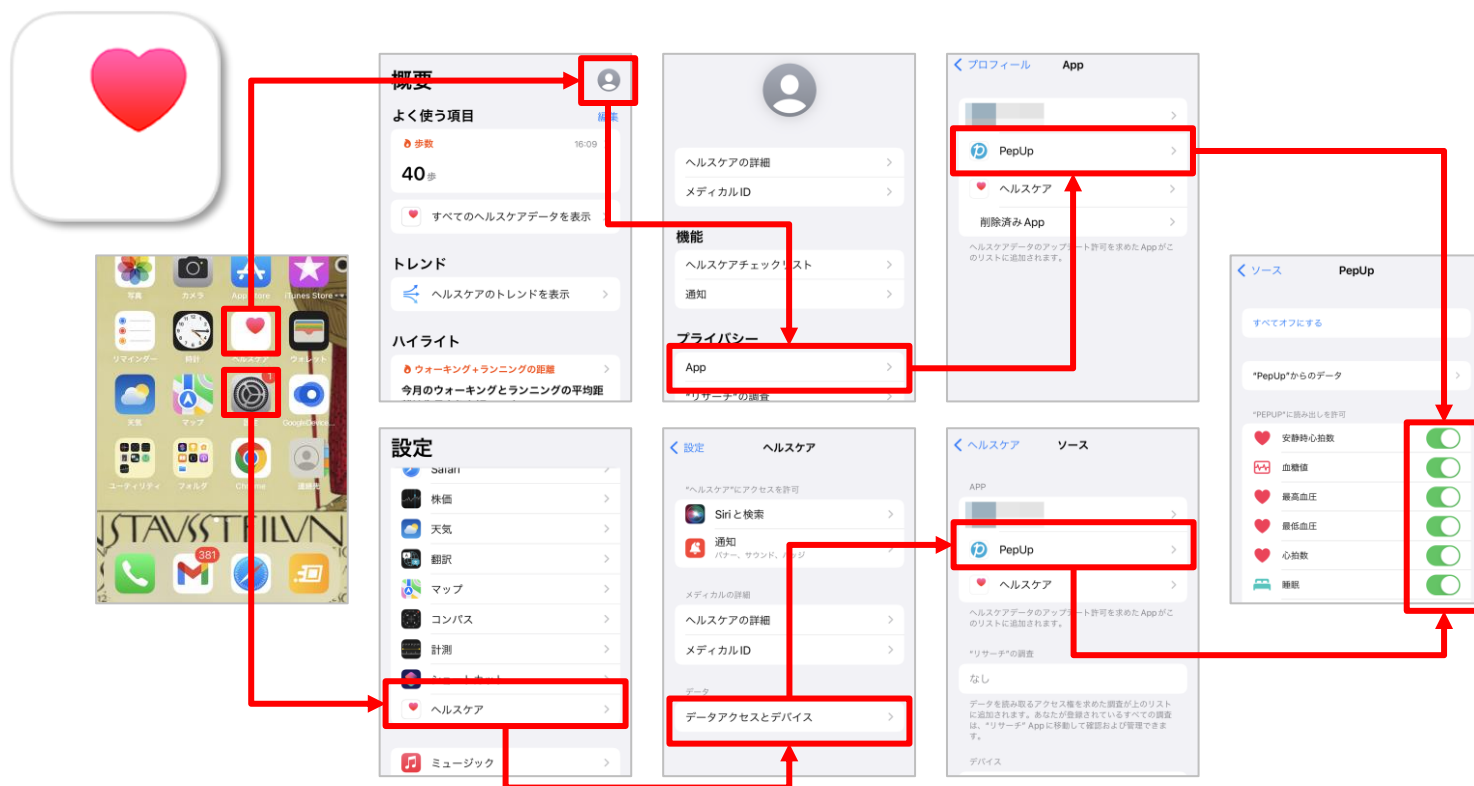 概要
よく使う項目
編集
歩数
16:09
40歩
すべてのヘルスケアデータを表示
トレンド
ヘルスケアのトレンドを表示
ハイライト
ウォーキング+ランニングの距離
今月のウォーキングとランニングの平均距
ヘルスケアの詳細
メディカルID
機能
ヘルスケアチェックリスト
通知
プライバシー
App
"リサーチ"の調査
プロフィール
App
PepUp
ヘルスケア
削除済みApp
ヘルスケアデータのアップデート許可を求めたAppがこ
のリストに追加されます。
写真
カメラ
App Store
iTunes Store
リマインダー
時計
ヘルスケア
ウォレット
天気
マップ
設定
1
ユーティリティ
フォルダ
Chrome
連絡先
381
ソース
PepUp
すべてオフにする
"PepUp"からのデータ
"PEPUP"に読み出しを許可
安静時心拍数
血糖値
最高血圧
最低血圧
心拍数
睡眠
設定
Safari
株価
天気
翻訳
マップ
コンパス
計測
ショートカット
ヘルスケア
ミュージック
設定
ヘルスケア
"ヘルスケア"にアクセスを許可
Siriと検索
通知
バナー、サウンド、バッジ
メディカルの詳細
ヘルスケアの詳細
メディカルID
データ
データアクセスとデバイス
ヘルスケア
ソース
APP
PepUp
ヘルスケア
ヘルスケアデータのアップデート許可を求めたAppがこ
のリストに追加されます。
"リサーチ"の調査
なし
データを読み取るアクセス権を求めた調査が上のリスト
に追加されます。あなたが登録されているすべての調査
は、"リサーチ" Appに移動して確認および管理できま
す。
デバイス